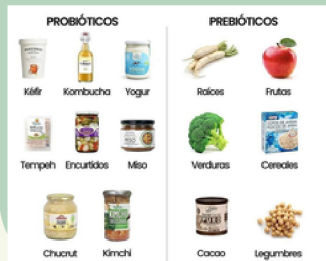 PROBIÓTICOS
PREBIÓTICOS
Kéfir Kombucha Yogur
Raíces Frutas
Tempeh Encurtidos Miso
Verduras Cereales
Chucrut Kimchi
Cacao Legumbres